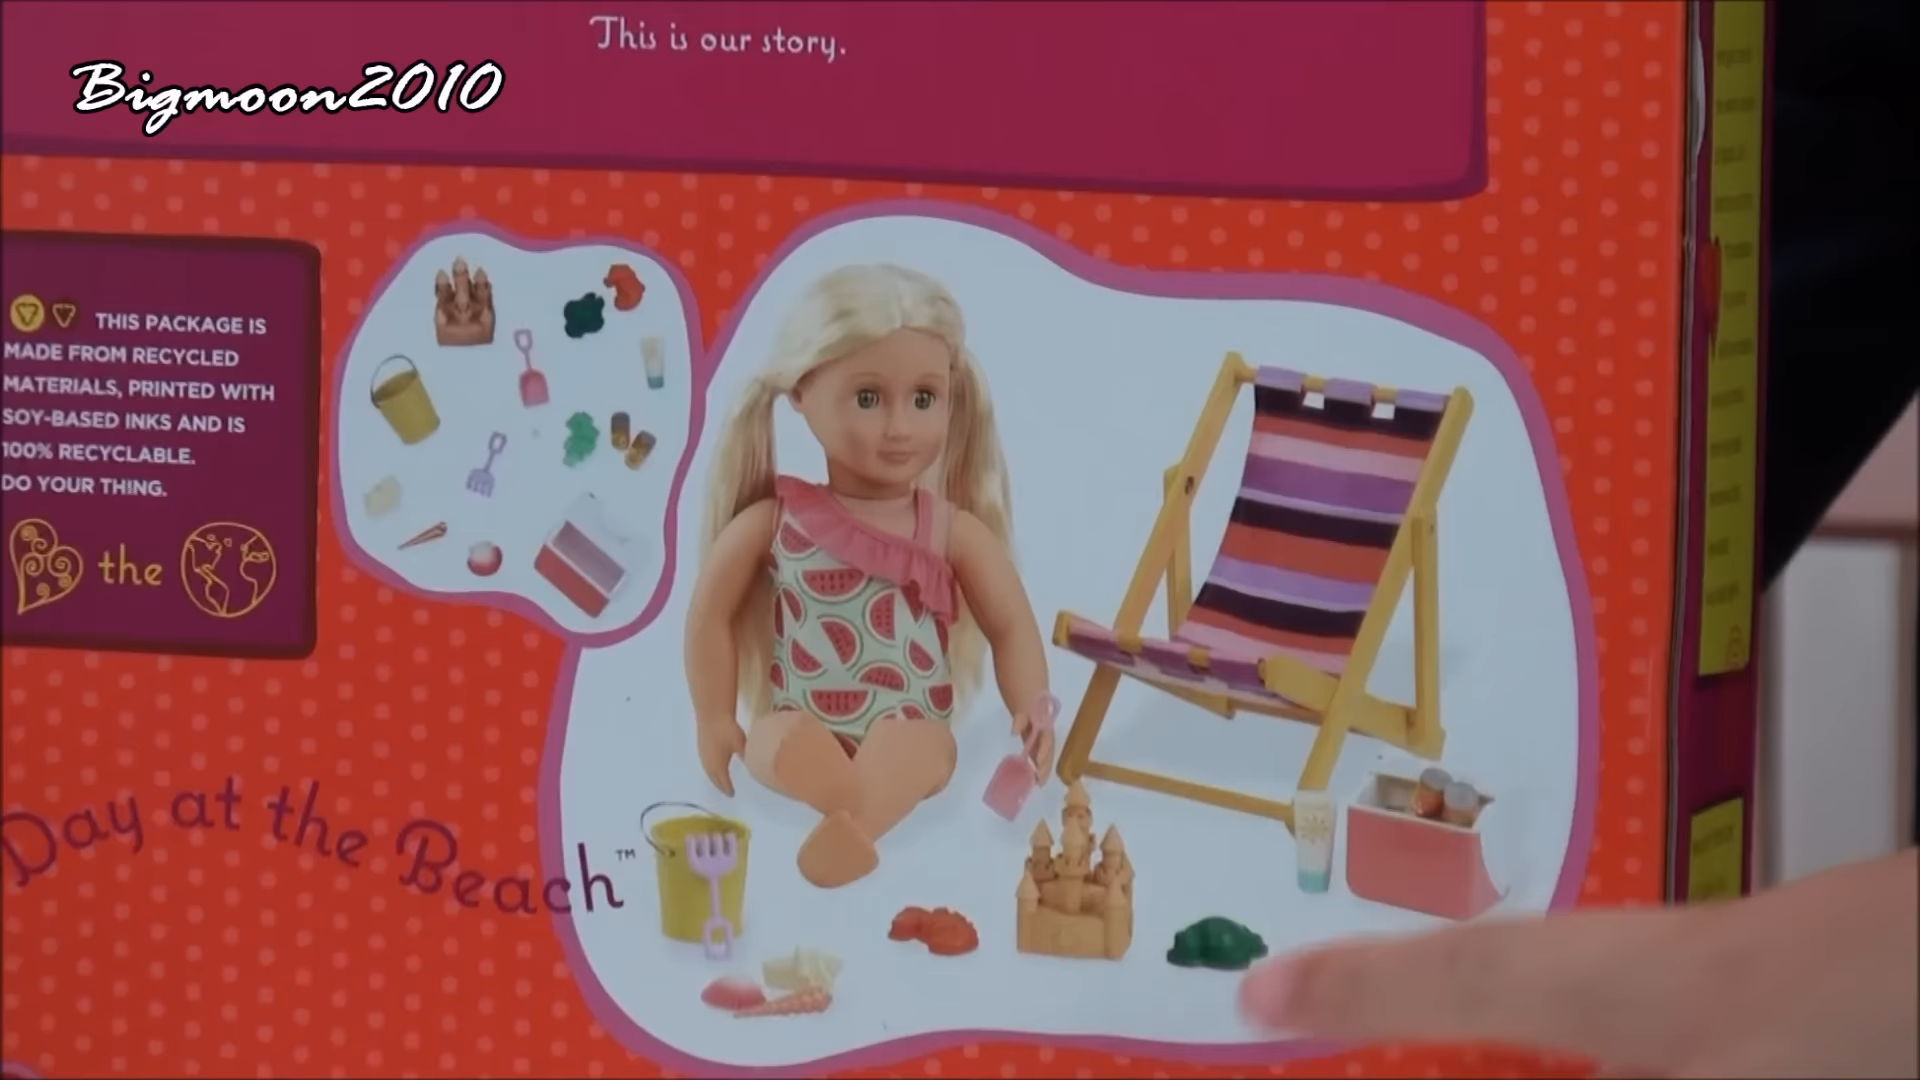 This is our story.
Bigmoon2010
THIS PACKAGE IS
MADE FROM RECYCLED
MATERIALS, PRINTED WITH
SOY-BASED INKS AND IS
100% RECYCLABLE.
DO YOUR THING.
the
Day at the Beach™